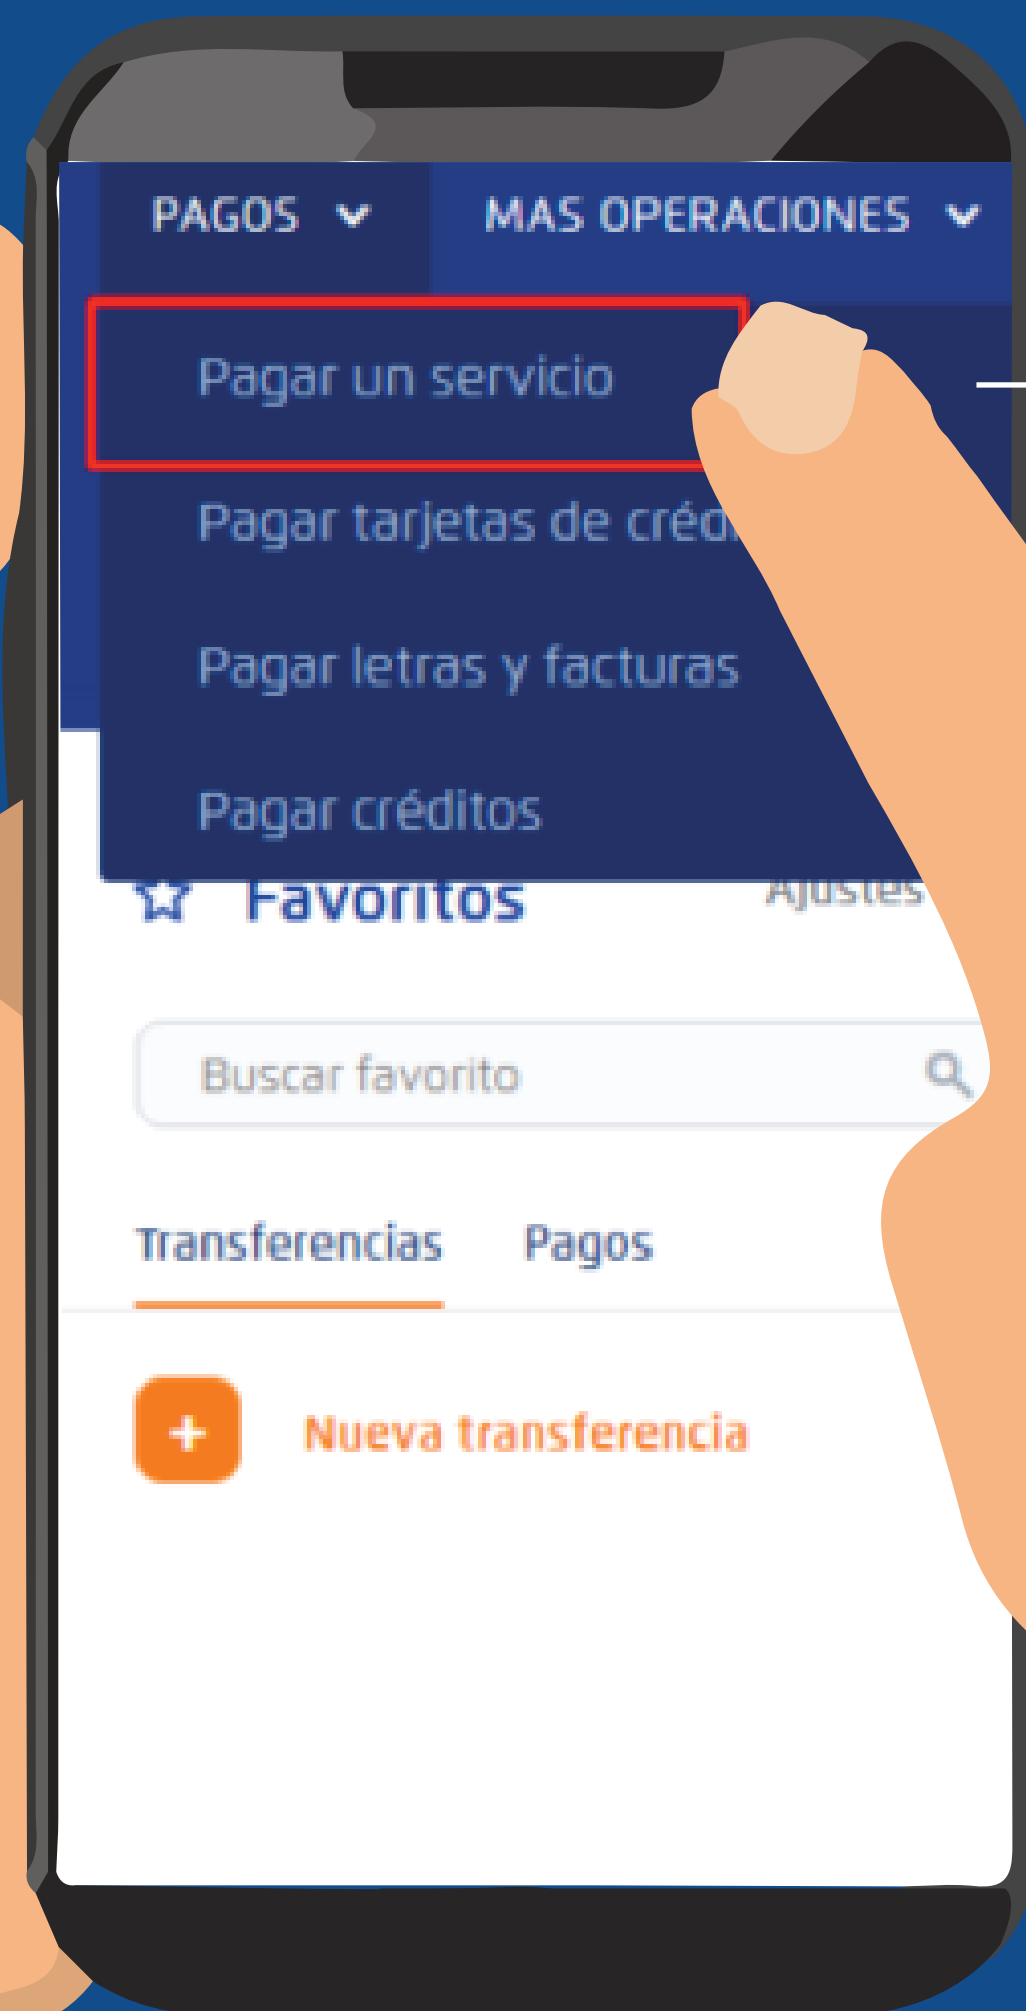 PAGOS MAS OPERACIONES
Pagar un servicio
Pagar tarjetas de créd
Pagar letras y facturas
Pagar créditos
Favoritos Ajustes
Buscar favorito
Transferencias Pagos
+ Nueva transferencia